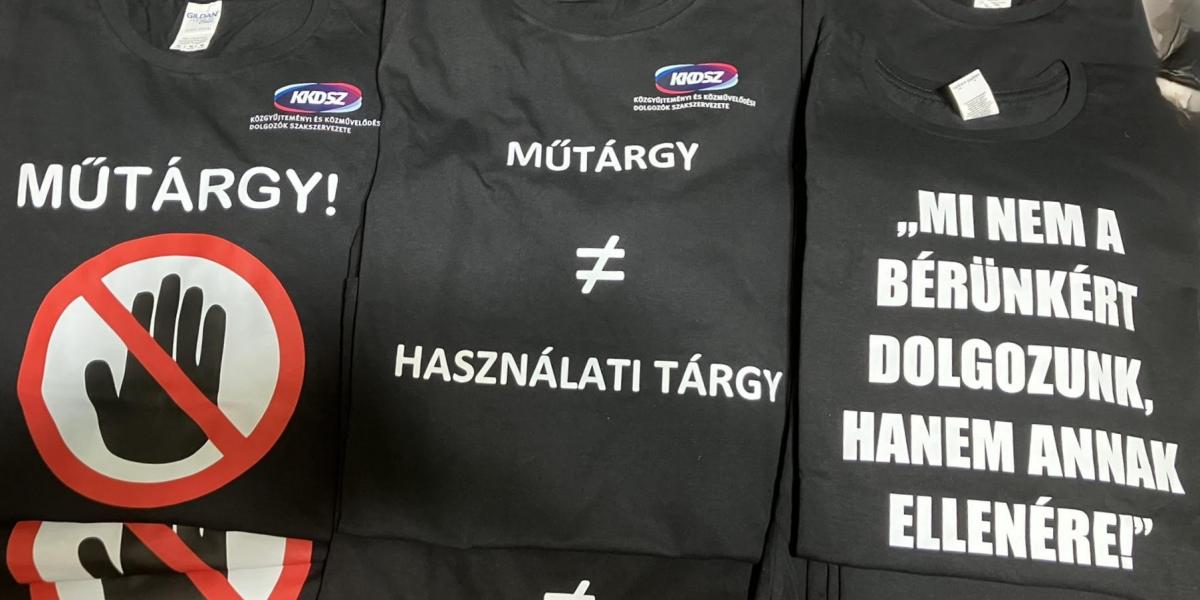 GILDAN
KKDSZ
KÖZGYŰJTEMÉNYI ÉS KÖZMŰVELŐDÉSI
DOLGOZÓK SZAKSZERVEZETE
MŰTÁRGY!
KKDSZ
KÖZGYŰJTEMÉNYI ÉS KÖZMŰVELŐDÉSI
DOLGOZÓK SZAKSZERVEZETE
MŰTÁRGY
≠
HASZNÁLATI TÁRGY
≠
„MI NEM A
BÉRÜNKÉRT
DOLGOZUNK,
HANEM ANNAK
ELLENÉRE!”